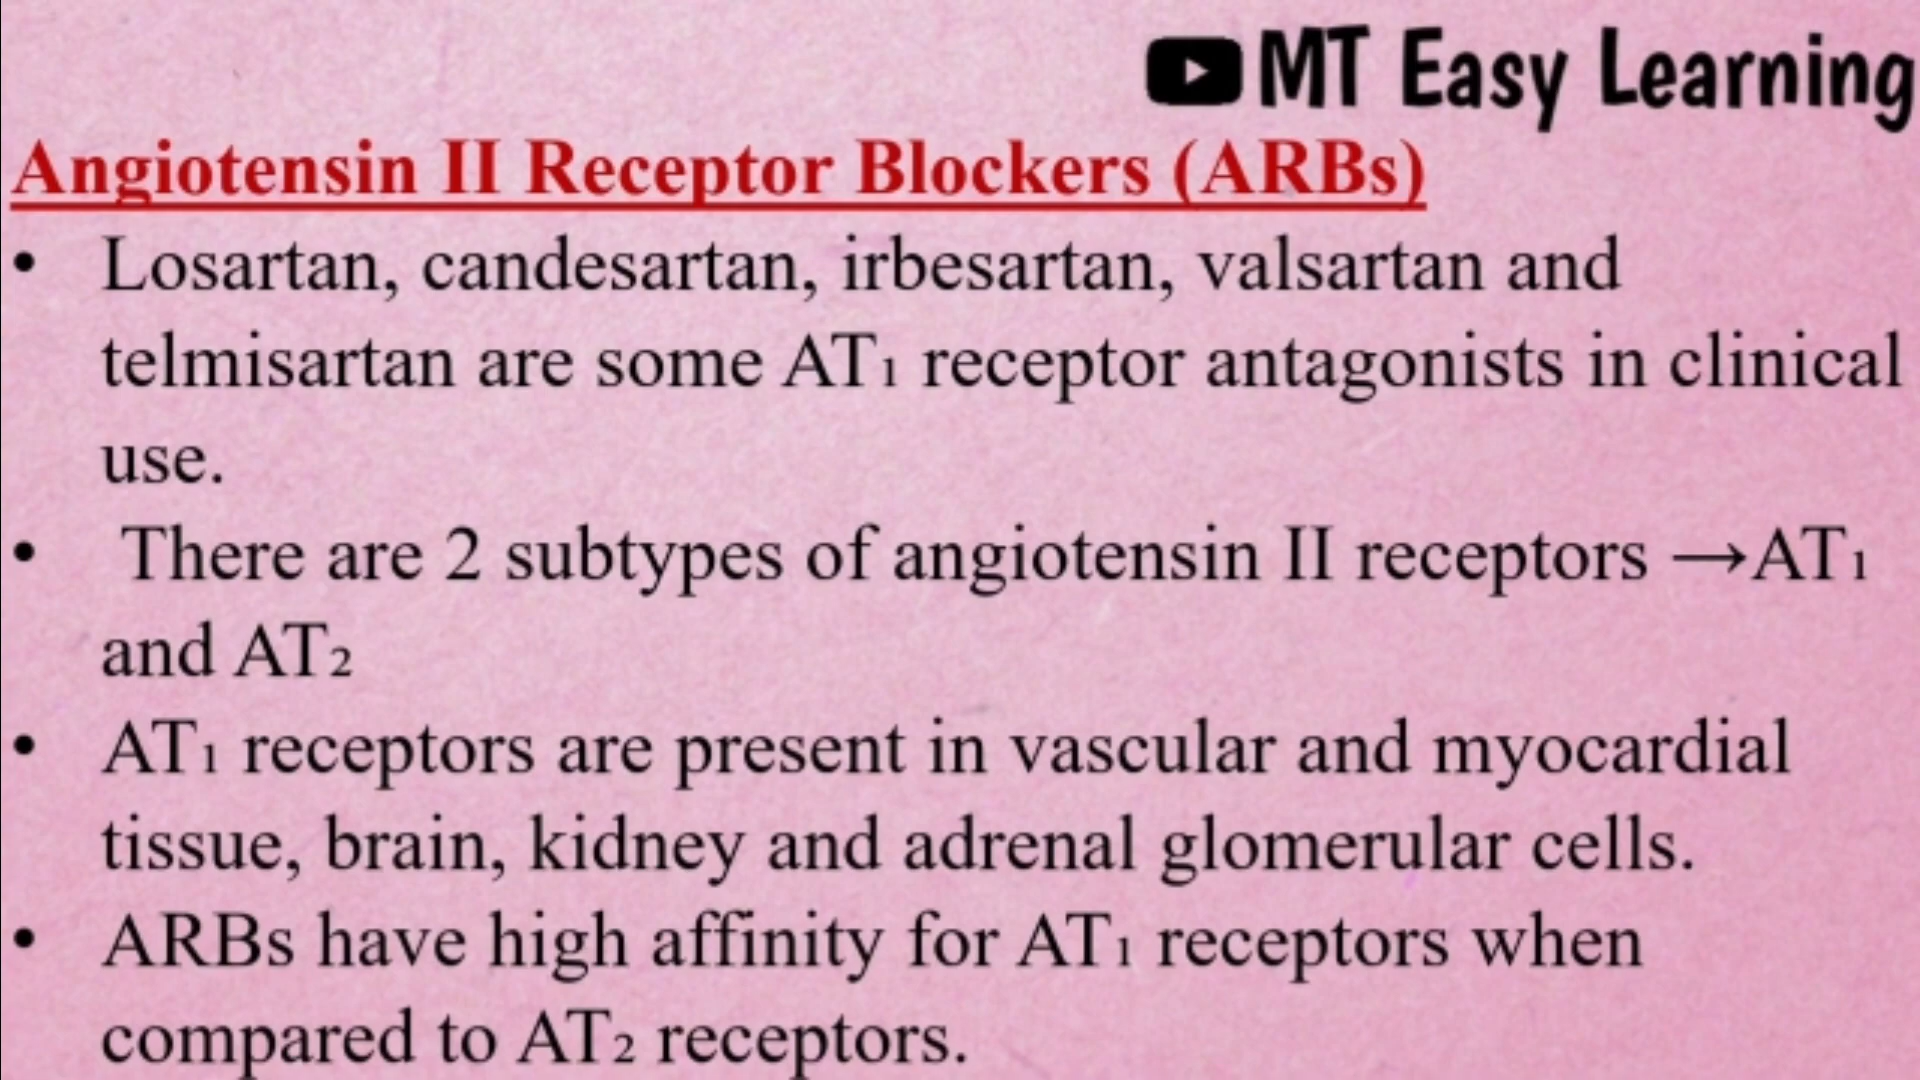 MT Easy Learning
Angiotensin II Receptor Blockers (ARBs)
• Losartan, candesartan, irbesartan, valsartan and
telmisartan are some AT₁ receptor antagonists in clinical
use.
• There are 2 subtypes of angiotensin II receptors →AT₁
and AT₂
• AT₁ receptors are present in vascular and myocardial
tissue, brain, kidney and adrenal glomerular cells.
• ARBs have high affinity for AT₁ receptors when
compared to AT₂ receptors.